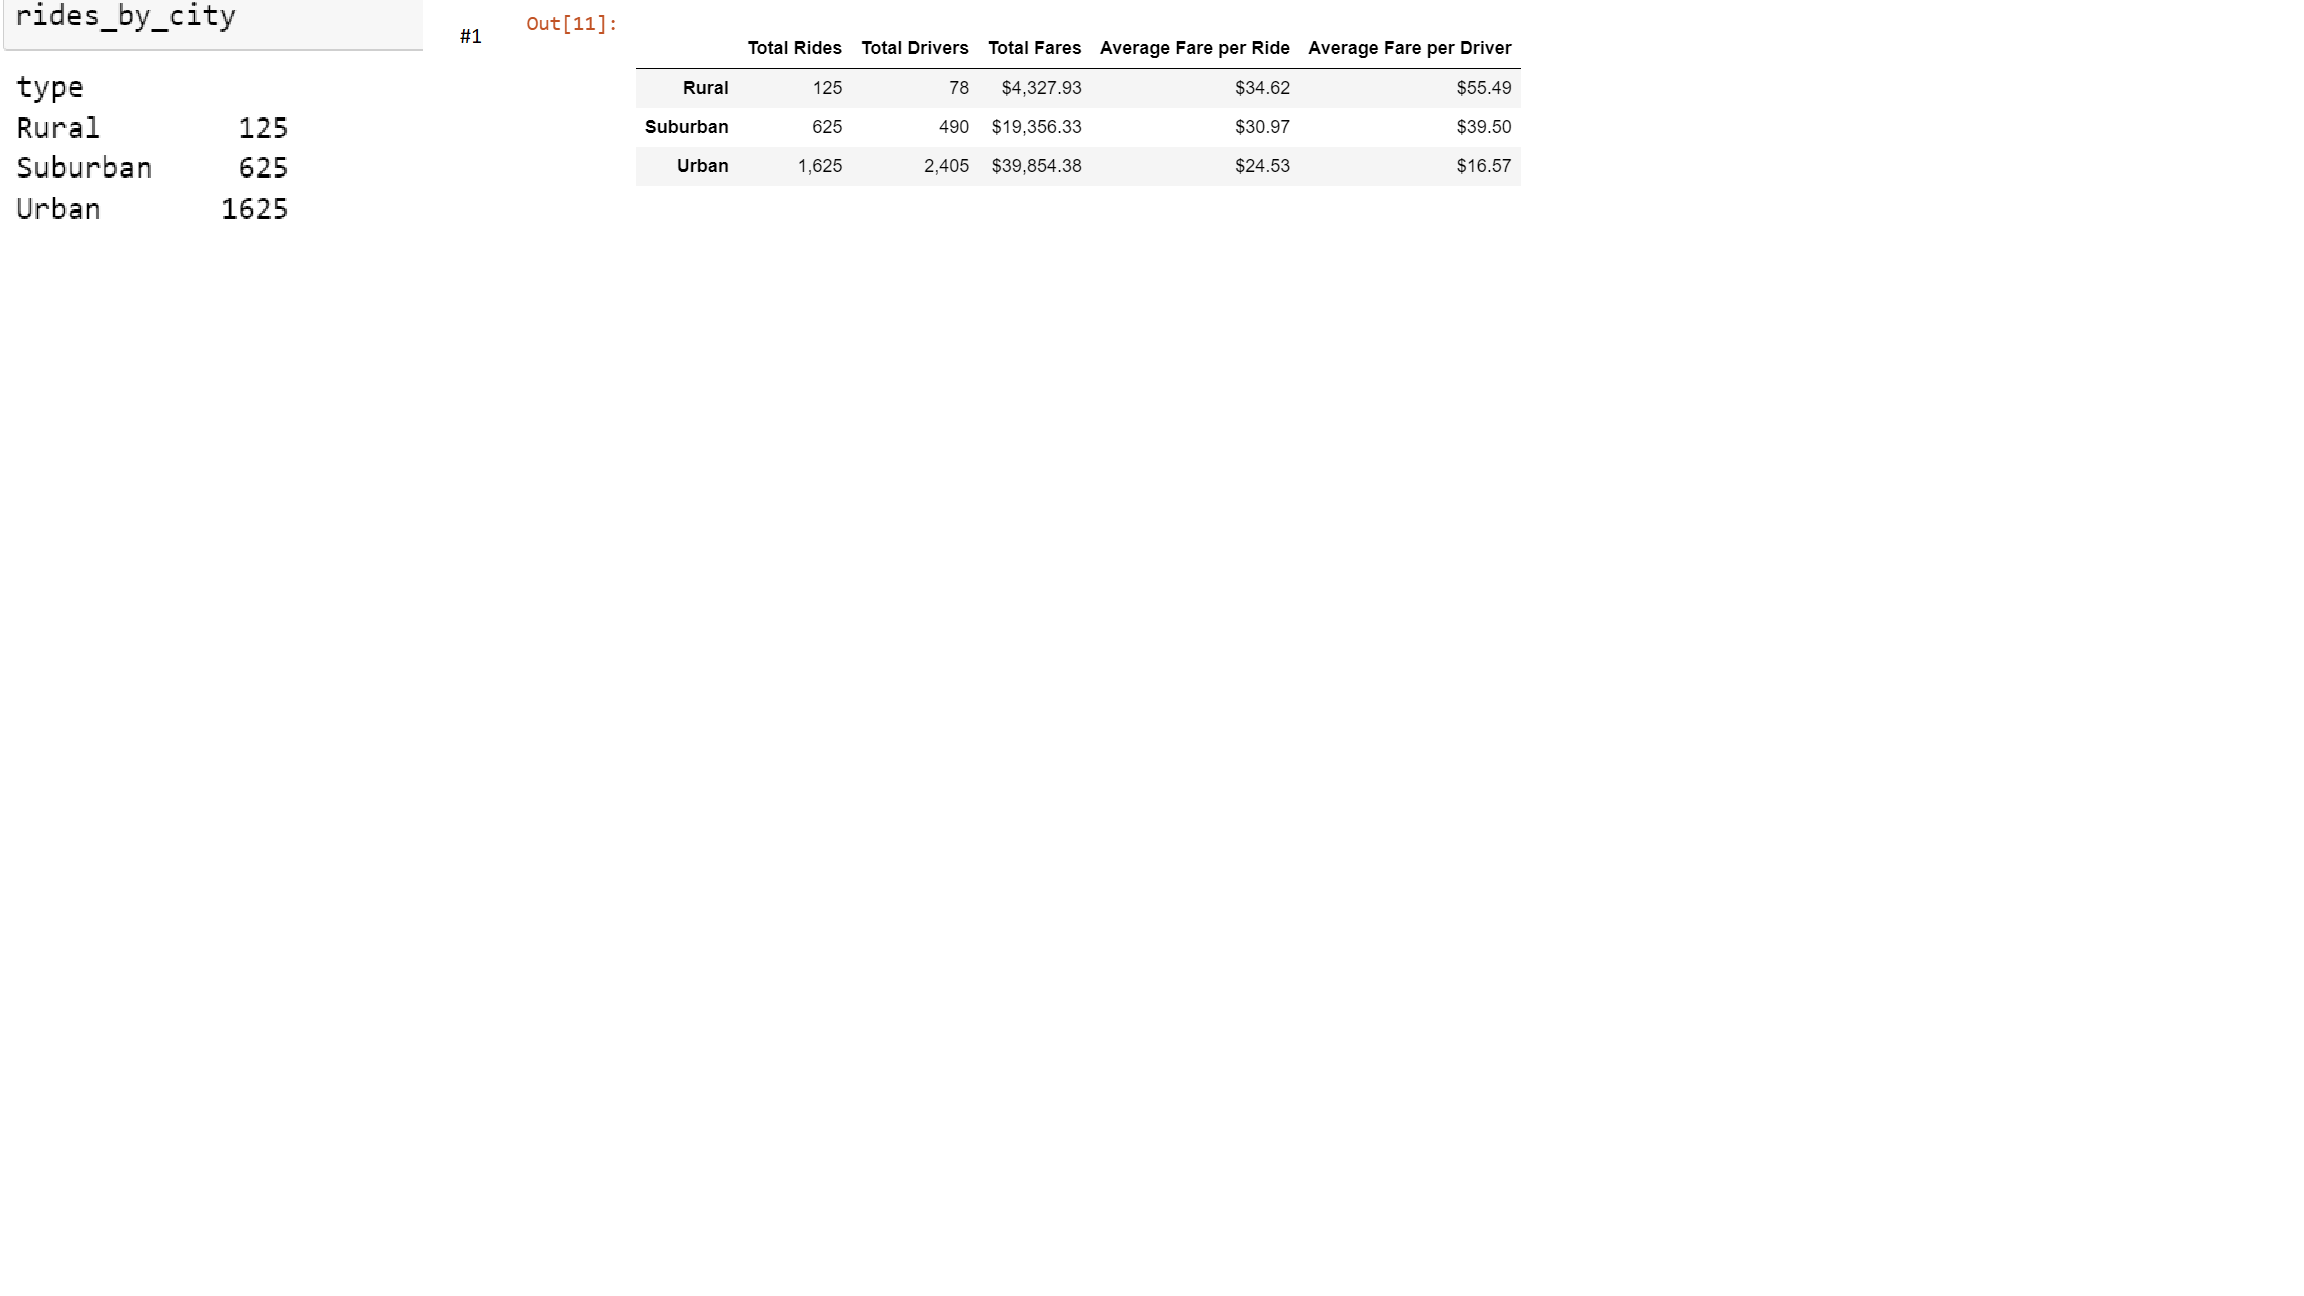 rides_by_city
type
Rural 125
Suburban 625
Urban 1625
#1
Out[11]:
Total Rides Total Drivers Total Fares Average Fare per Ride Average Fare per Driver
Rural 125 78 $4,327.93 $34.62 $55.49
Suburban 625 490 $19,356.33 $30.97 $39.50
Urban 1,625 2,405 $39,854.38 $24.53 $16.57